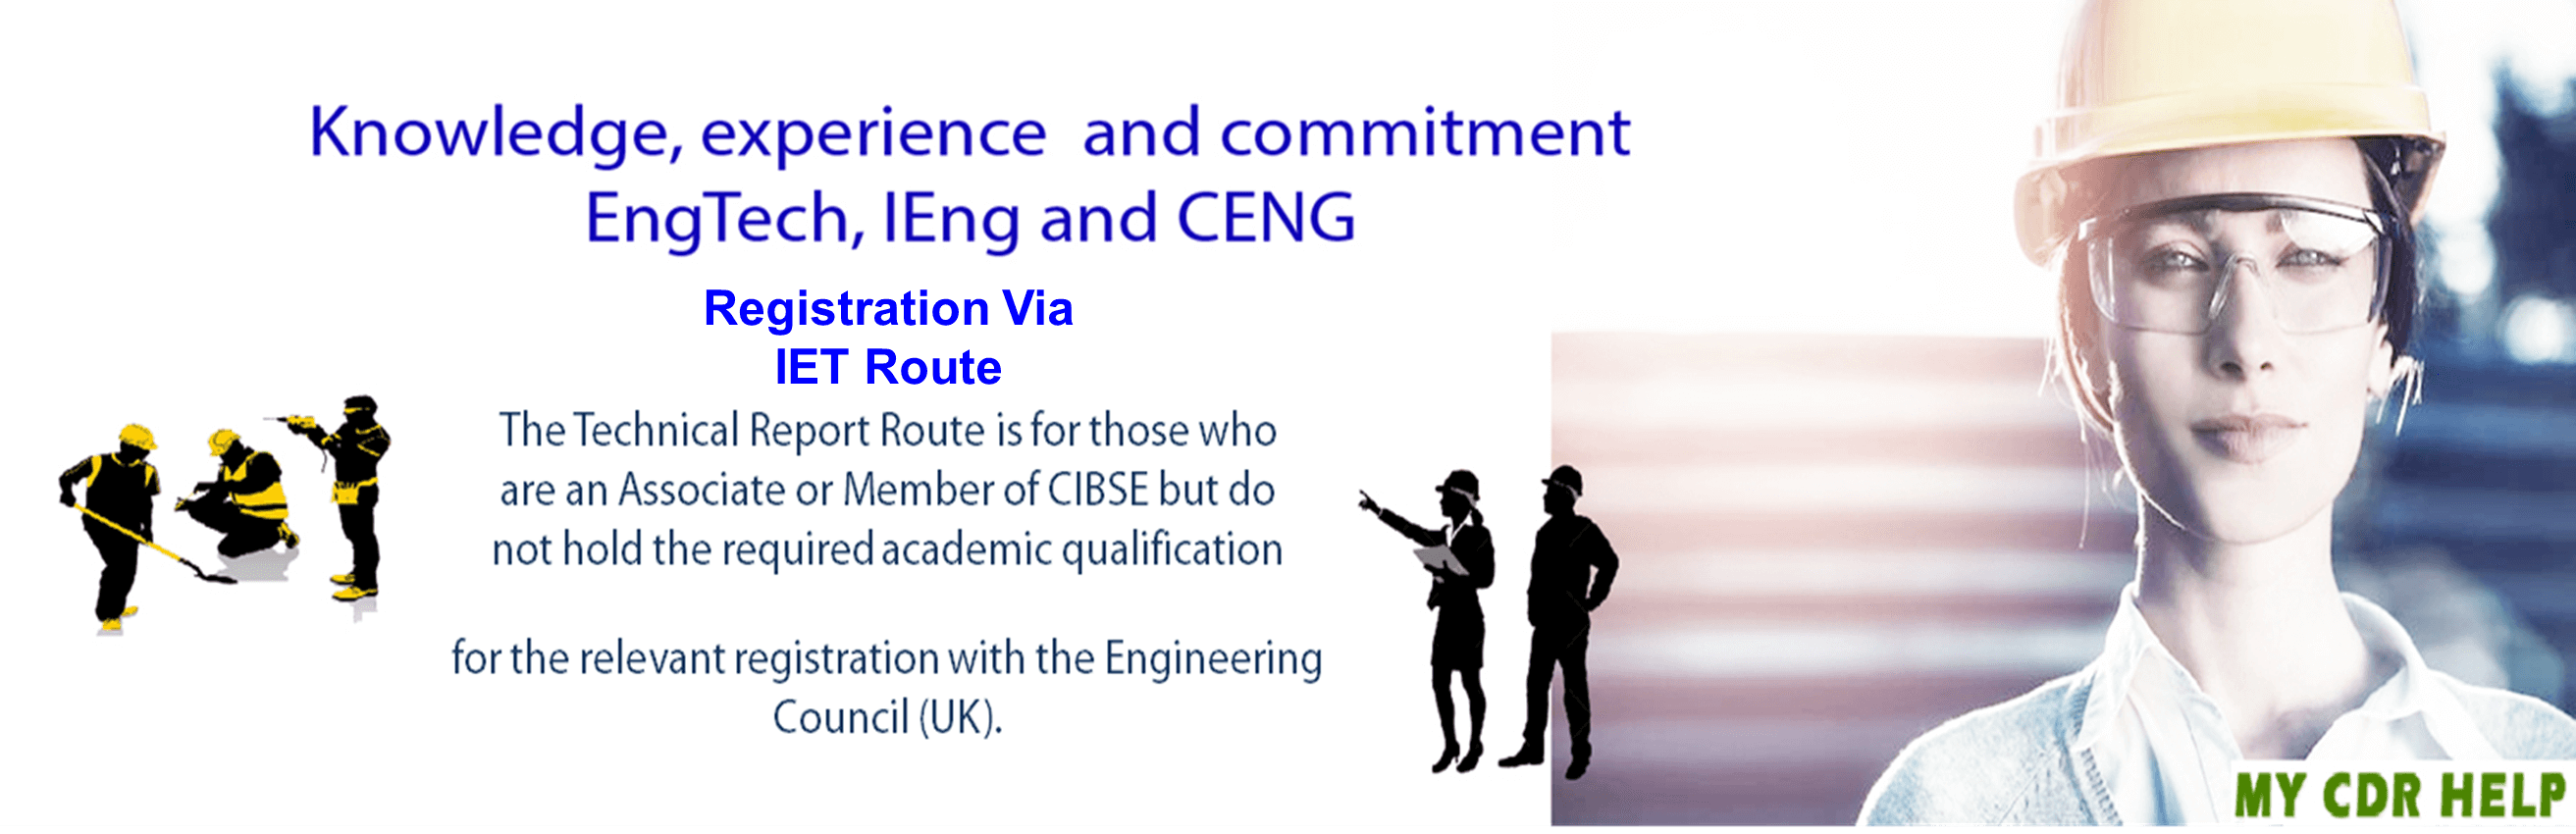 Knowledge, experience and commitment
EngTech, IEng and CENG
Registration Via
IET Route
The Technical Report Route is for those who
are an Associate or Member of CIBSE but do
not hold the required academic qualification
for the relevant registration with the Engineering
Council (UK).
MY CDR HELP